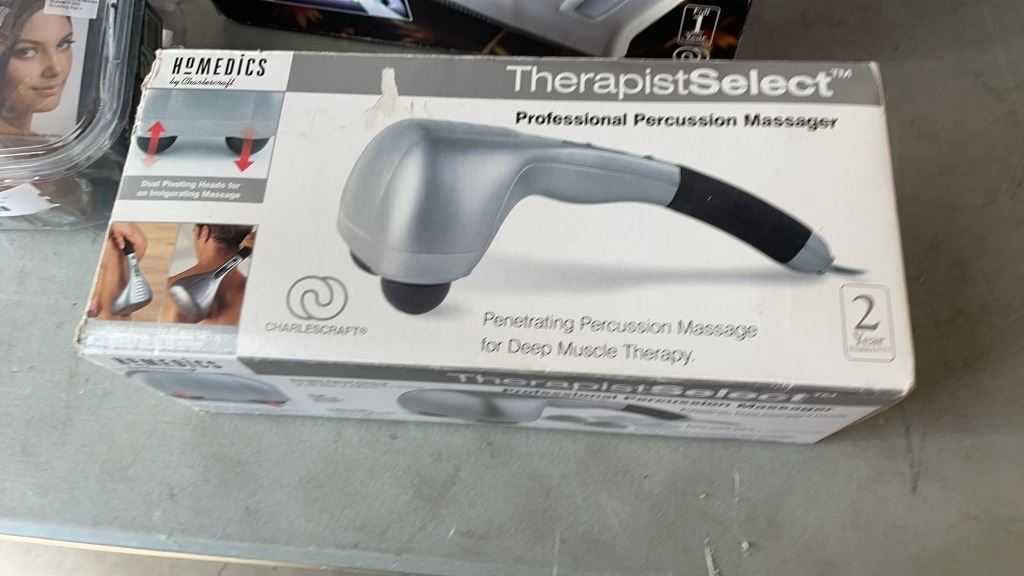 HoMEDICS
by Charlescraft
TherapistSelect™
Professional Percussion Massager
Dual Pivoting Heads for
an Invigorating Massage
CHARLESCRAFT®
Penetrating Percussion Massage
for Deep Muscle Therapy.
2
Year
HoMEDICS
TherapistSelect™
Professional Percussion Massager